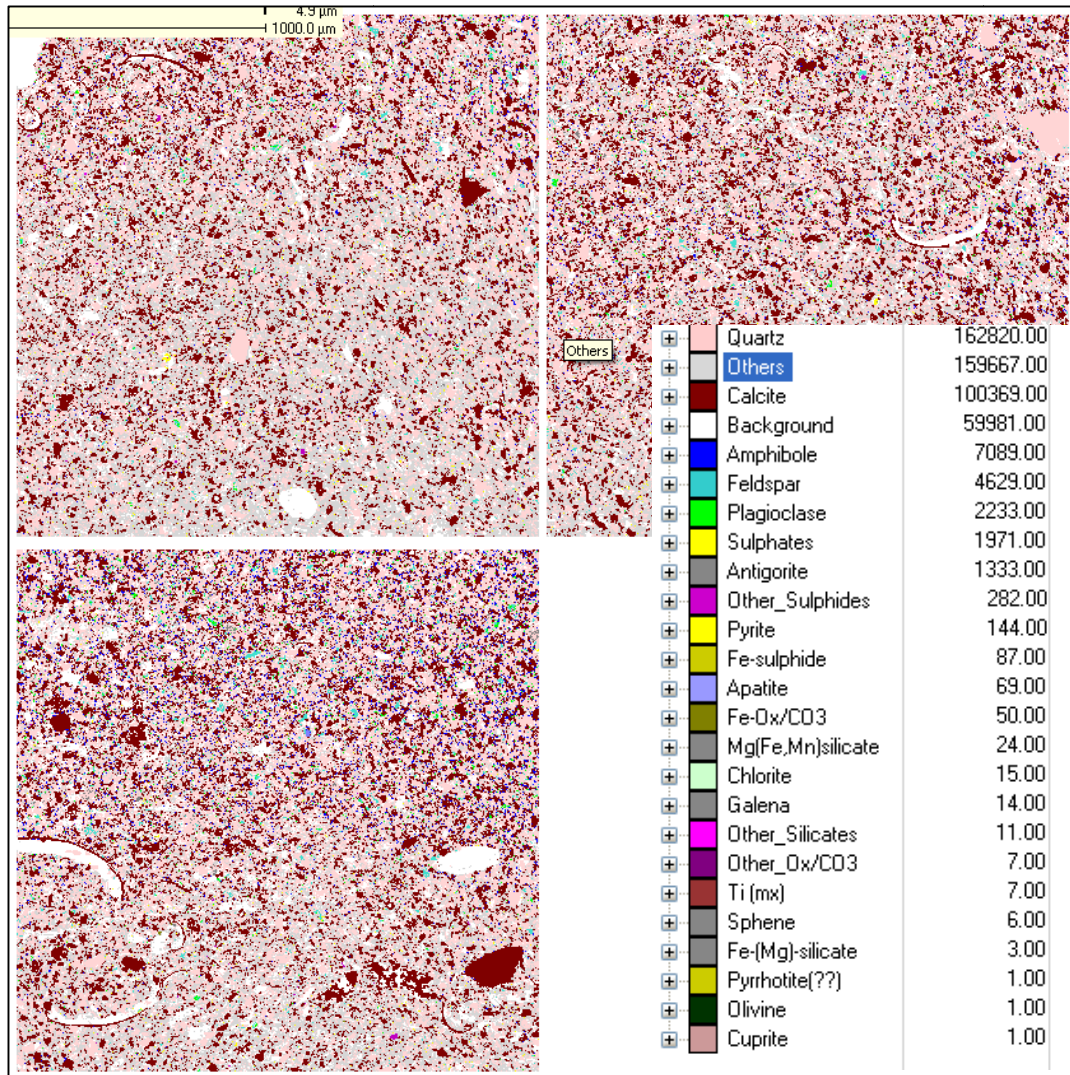 4.9 µm
1000.0 µm
Others
Quartz 162820.00
Others 159667.00
Calcite 100369.00
Background 59981.00
Amphibole 7089.00
Feldspar 4629.00
Plagioclase 2233.00
Sulphates 1971.00
Antigorite 1333.00
Other_Sulphides 282.00
Pyrite 144.00
Fe-sulphide 87.00
Apatite 69.00
Fe-Ox/CO3 50.00
Mg(Fe,Mn)silicate 24.00
Chlorite 15.00
Galena 14.00
Other_Silicates 11.00
Other_Ox/CO3 7.00
Ti (mx) 7.00
Sphene 6.00
Fe-(Mg)-silicate 3.00
Pyrrhotite(??) 1.00
Olivine 1.00
Cuprite 1.00